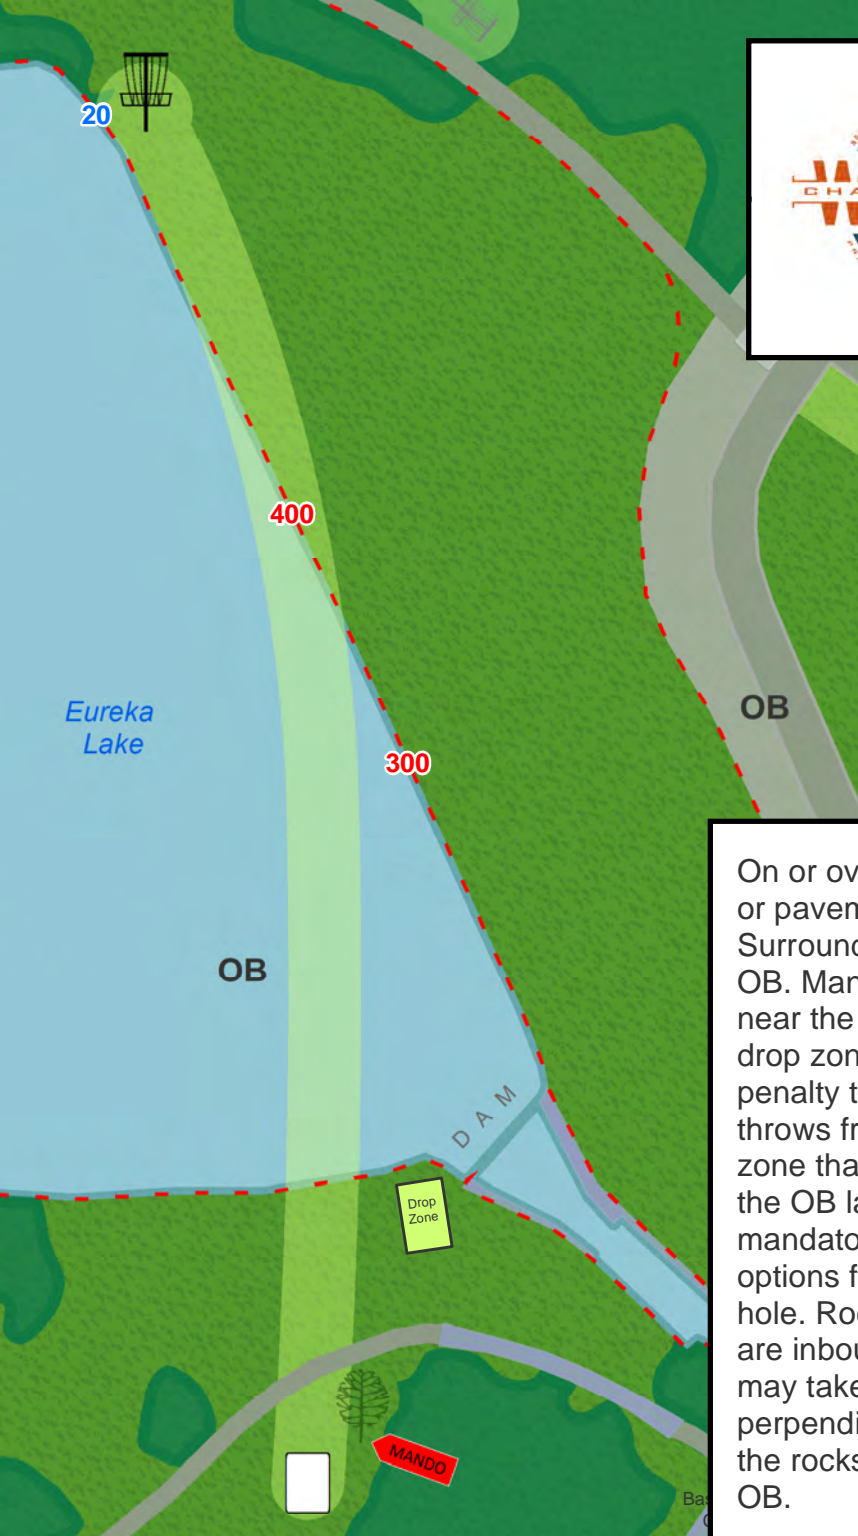 20
400
Eureka
Lake
OB
300
OB
DAM
Drop
Zone
MANDO
CHA
On or ov
or pavem
Surround
OB. Man
near the
drop zon
penalty t
throws fr
zone tha
the OB la
mandato
options f
hole. Roc
are inbou
may take
perpendi
the rocks
OB.
Bas